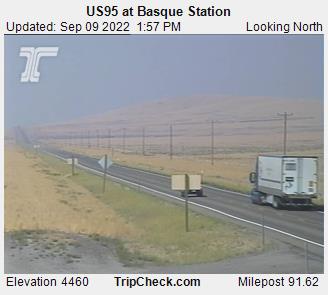 US95 at Basque Station
Updated: Sep 09 2022 1:57 PM Looking North
Elevation 4460 TripCheck.com Milepost 91.62